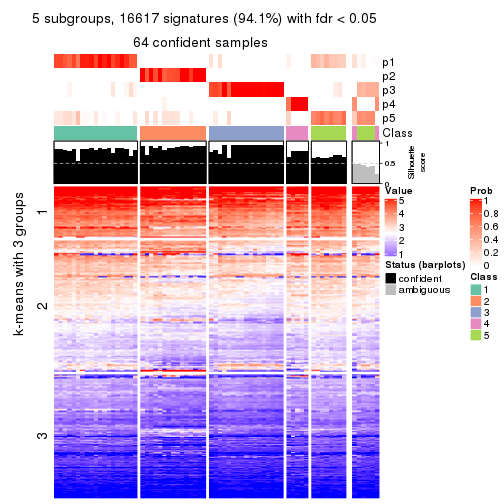 5 subgroups, 16617 signatures (94.1%) with fdr < 0.05
64 confident samples
p1
p2
p3
p4
p5
Class
1
0.5
0
Silhouette
score
k-means with 3 groups
1
2
3
Value
5
4
3
2
1
Status (barplots)
confident
ambiguous
Prob
1
0.8
0.6
0.4
0.2
0
Class
1
2
3
4
5